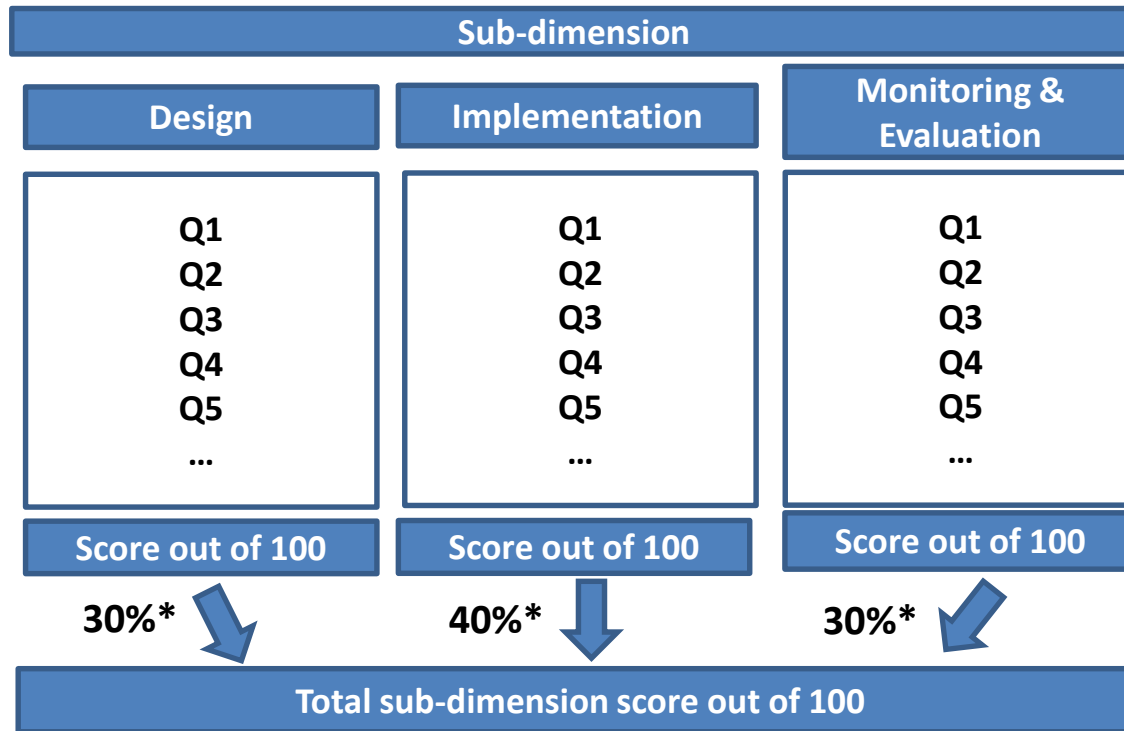 Sub-dimension
Design
Implementation
Monitoring &
Evaluation
Q1
Q2
Q3
Q4
Q5
...
Q1
Q2
Q3
Q4
Q5
...
Q1
Q2
Q3
Q4
Q5
...
Score out of 100
Score out of 100
Score out of 100
30%*
40%*
30%*
Total sub-dimension score out of 100